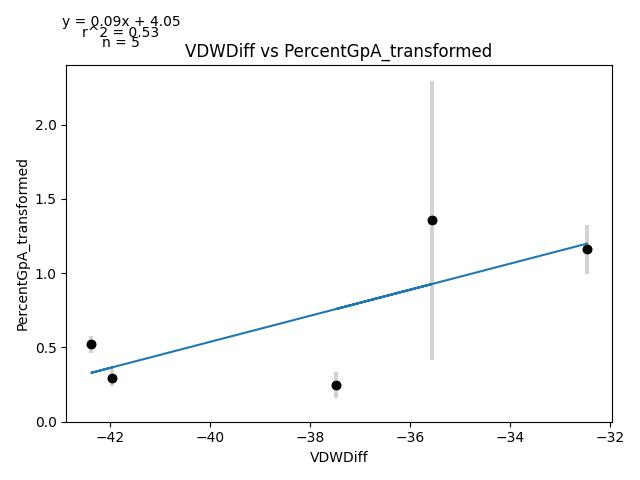 y = 0.09x + 4.05
r^2 = 0.53
n = 5
VDWDiff vs PercentGpA_transformed
2.0
1.5
1.0
0.5
0.0
PercentGpA_transformed
−42
−40
−38
−36
−34
−32
VDWDiff